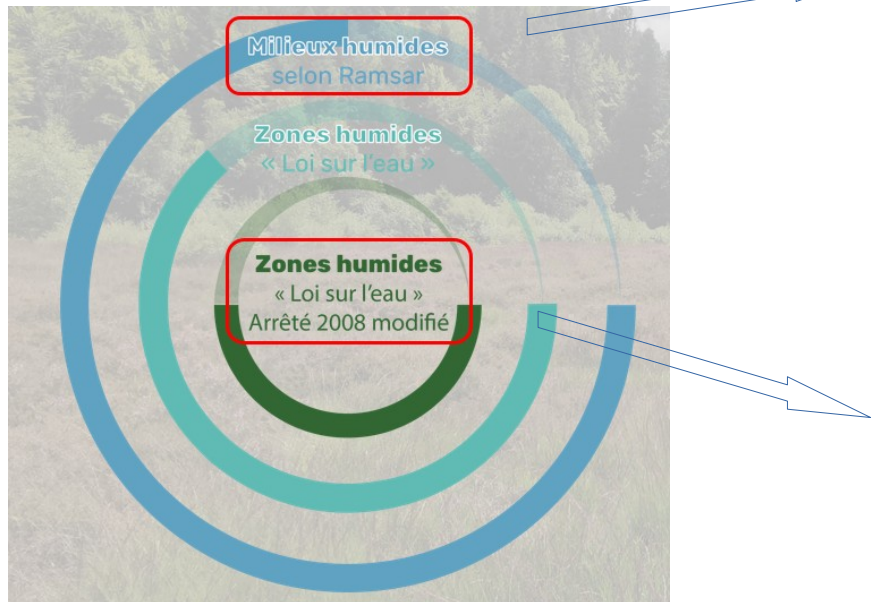 Milieux humides
selon Ramsar
Zones humides
« Loi sur l'eau »
Zones humides
« Loi sur l'eau »
Arrêté 2008 modifié